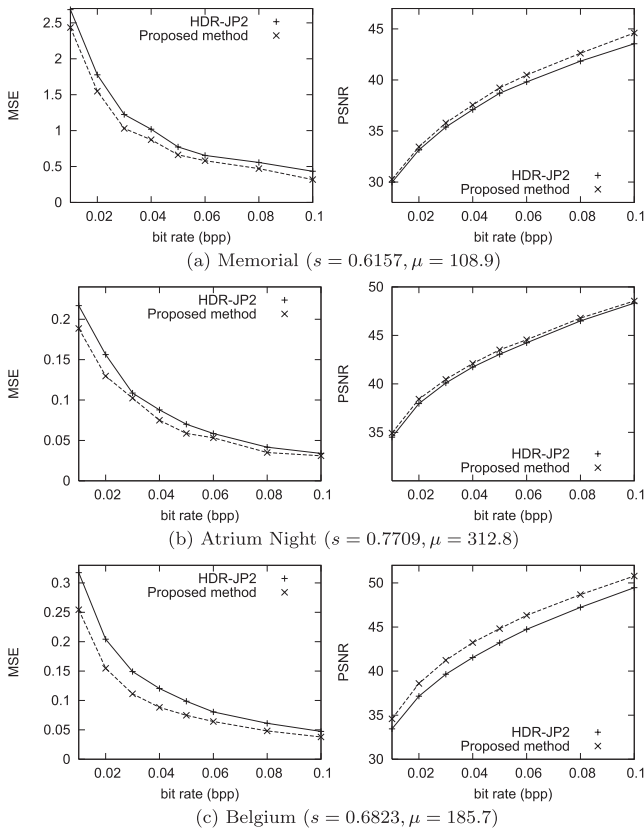 2.5
2
1.5
1
0.5
0
MSE
HDR-JP2
Proposed method
0.02 0.04 0.06 0.08 0.1
bit rate (bpp)
45
40
35
30
PSNR
HDR-JP2
Proposed method
0.02 0.04 0.06 0.08 0.1
bit rate (bpp)
(a) Memorial (s = 0.6157, μ = 108.9)
0.2
0.15
0.1
0.05
0
MSE
HDR-JP2
Proposed method
0.02 0.04 0.06 0.08 0.1
bit rate (bpp)
50
45
40
35
PSNR
HDR-JP2
Proposed method
0.02 0.04 0.06 0.08 0.1
bit rate (bpp)
(b) Atrium Night (s = 0.7709, μ = 312.8)
0.3
0.25
0.2
0.15
0.1
0.05
0
MSE
HDR-JP2
Proposed method
0.02 0.04 0.06 0.08 0.1
bit rate (bpp)
50
45
40
35
30
PSNR
HDR-JP2
Proposed method
0.02 0.04 0.06 0.08 0.1
bit rate (bpp)
(c) Belgium (s = 0.6823, μ = 185.7)